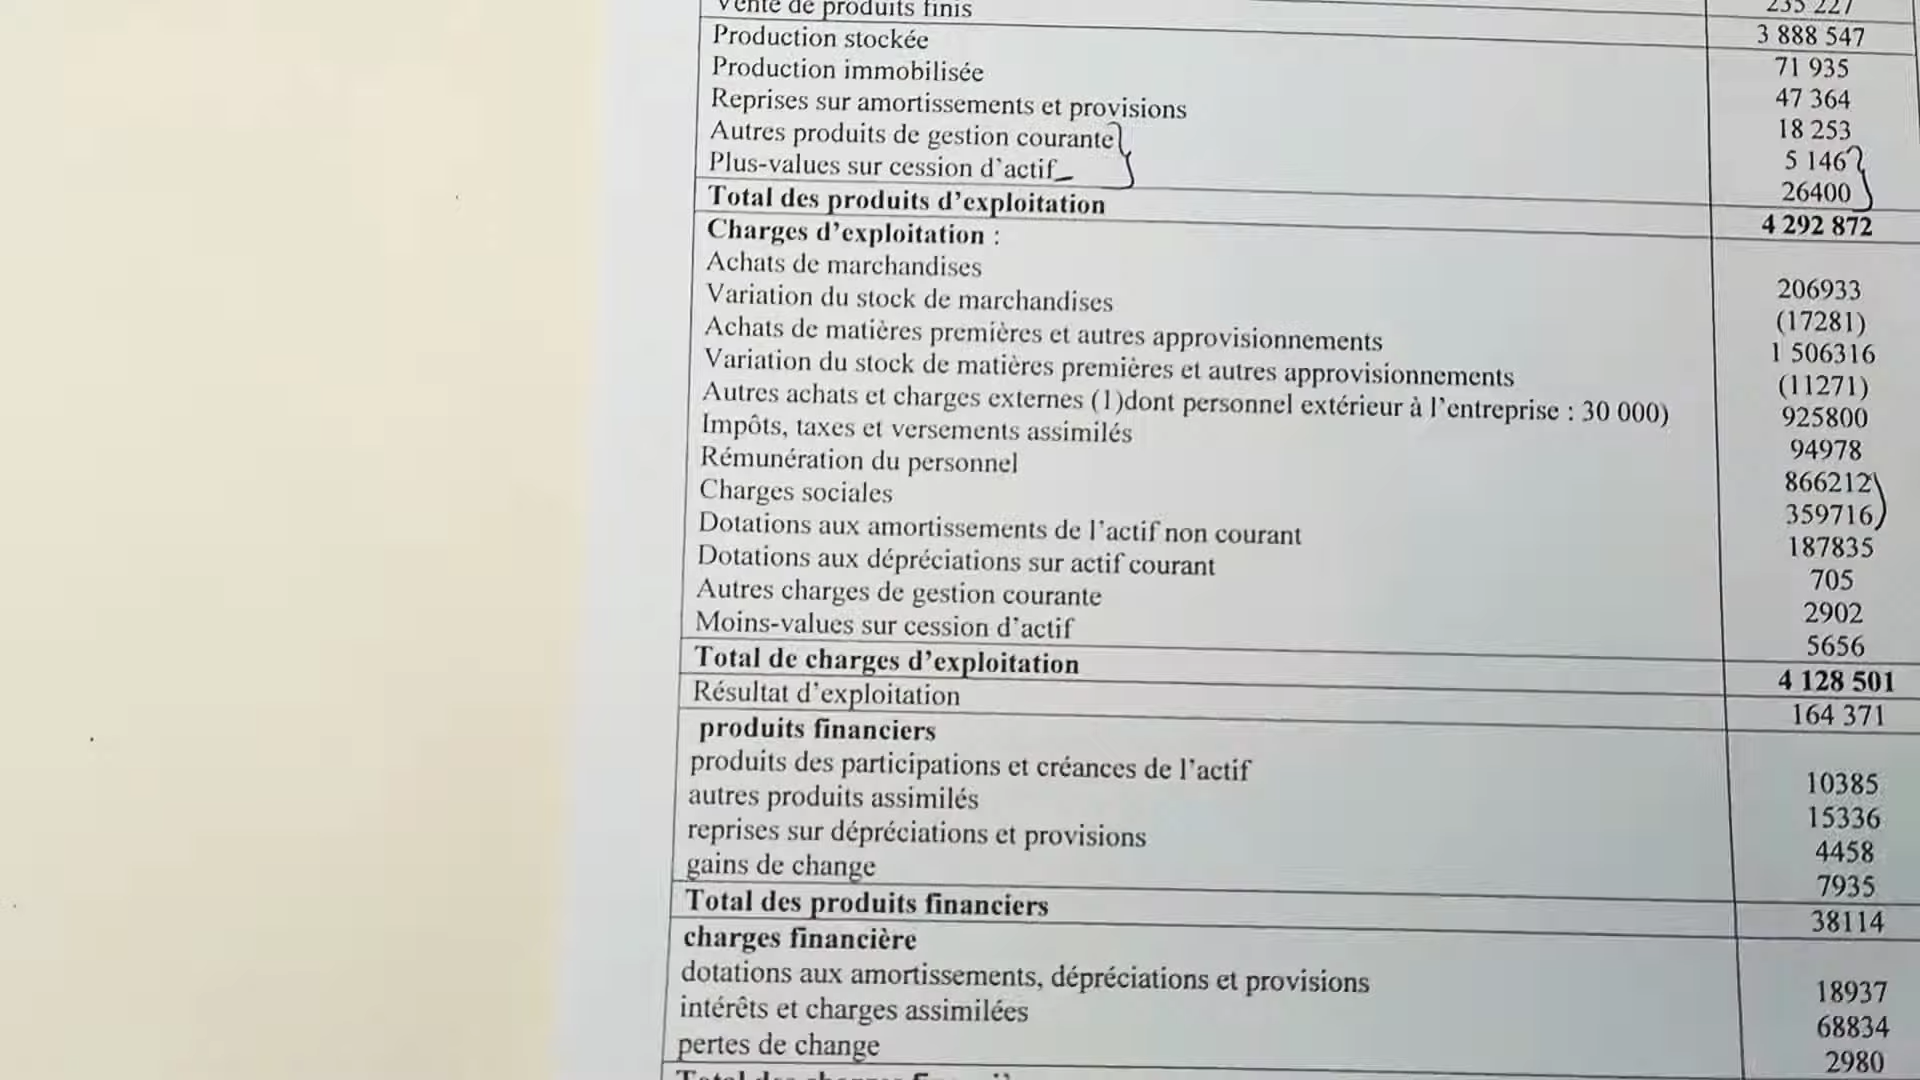 235 227
Vente de produits finis 3 888 547
Production stockée 71 935
Production immobilisée 47 364
Reprises sur amortissements et provisions 18 253
Autres produits de gestion courante 5 146
Plus-values sur cession d'actif 26400
Total des produits d'exploitation 4 292 872
Charges d'exploitation :
Achats de marchandises 206933
Variation du stock de marchandises (17281)
Achats de matières premières et autres approvisionnements 1 506316
Variation du stock de matières premières et autres approvisionnements (11271)
Autres achats et charges externes (1)dont personnel extérieur à l'entreprise : 30 000) 925800
Impôts, taxes et versements assimilés 94978
Rémunération du personnel 866212
Charges sociales 359716
Dotations aux amortissements de l'actif non courant 187835
Dotations aux dépréciations sur actif courant 705
Autres charges de gestion courante 2902
Moins-values sur cession d'actif 5656
Total de charges d'exploitation 4 128 501
Résultat d'exploitation 164 371
produits financiers
produits des participations et créances de l'actif 10385
autres produits assimilés 15336
reprises sur dépréciations et provisions 4458
gains de change 7935
Total des produits financiers 38114
charges financière
dotations aux amortissements, dépréciations et provisions 18937
intérêts et charges assimilées 68834
pertes de change 2980